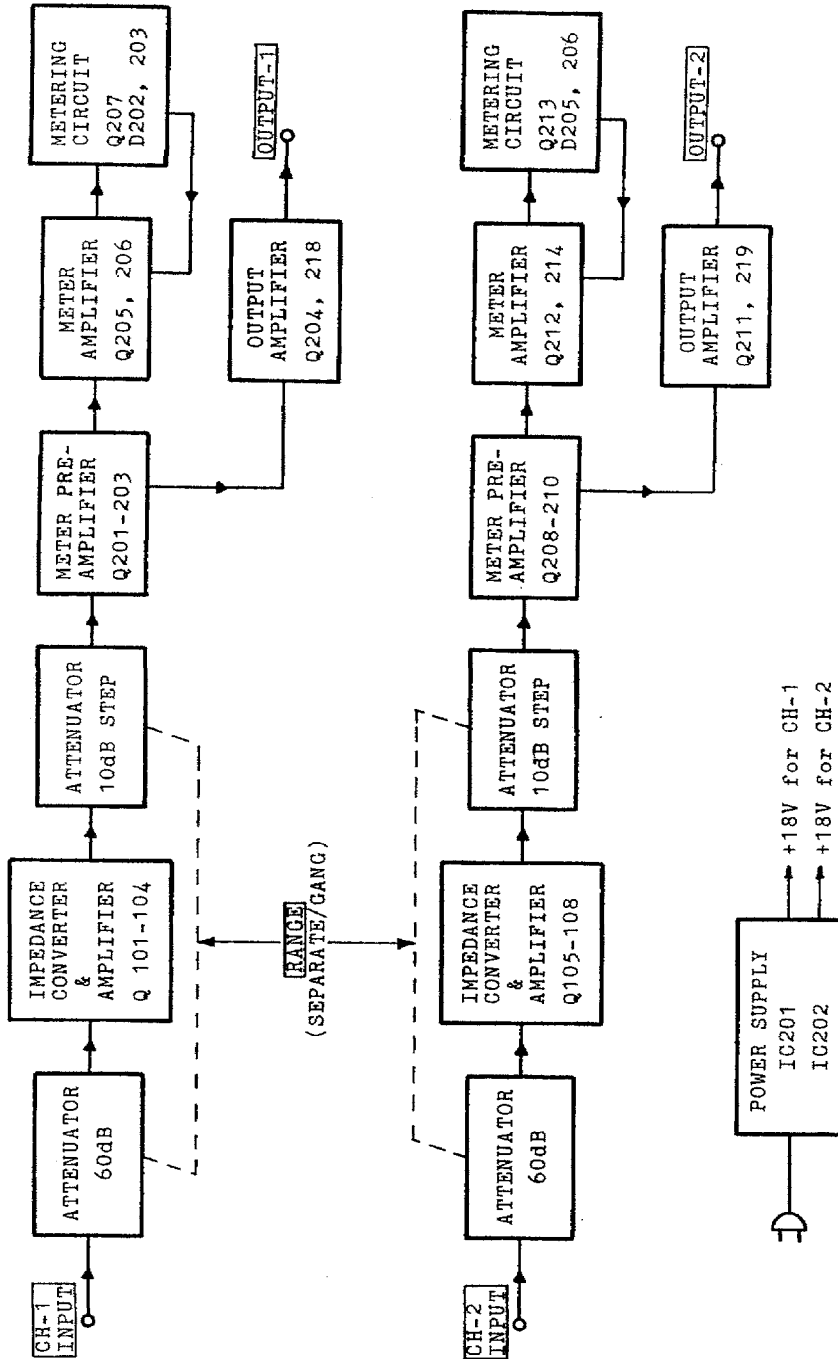 CH-1
INPUT
ATTENUATOR
60dB
IMPEDANCE
CONVERTER
&
AMPLIFIER
Q 101-104
ATTENUATOR
10dB STEP
METER PRE-
AMPLIFIER
Q201-203
METER
AMPLIFIER
Q205, 206
METERING
CIRCUIT
Q207
D202, 203
OUTPUT
AMPLIFIER
Q204, 218
OUTPUT-1
RANGE
(SEPARATE/GANG)
CH-2
INPUT
ATTENUATOR
60dB
IMPEDANCE
CONVERTER
&
AMPLIFIER
Q105-108
ATTENUATOR
10dB STEP
METER PRE-
AMPLIFIER
Q208-210
METER
AMPLIFIER
Q212, 214
METERING
CIRCUIT
Q213
D205, 206
OUTPUT
AMPLIFIER
Q211, 219
OUTPUT-2
POWER SUPPLY
IC201
IC202
+18V for CH-1
+18V for CH-2